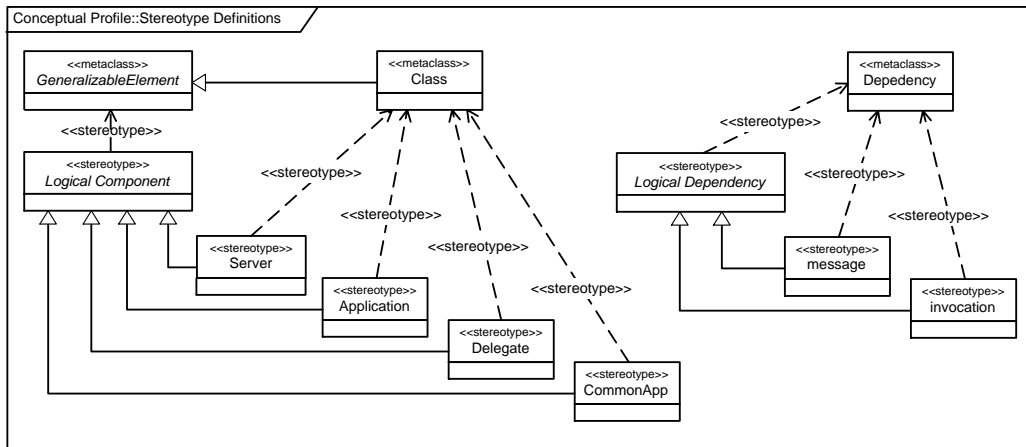 Conceptual Profile::Stereotype Definitions
<<metaclass>>
GeneralizableElement
<<metaclass>>
Class
<<metaclass>>
Depedency
<<stereotype>>
<<stereotype>>
Logical Component
<<stereotype>>
<<stereotype>>
<<stereotype>>
<<stereotype>>
<<stereotype>>
<<stereotype>>
Logical Dependency
<<stereotype>>
<<stereotype>>
<<stereotype>>
Server
<<stereotype>>
Application
<<stereotype>>
Delegate
<<stereotype>>
CommonApp
<<stereotype>>
message
<<stereotype>>
invocation